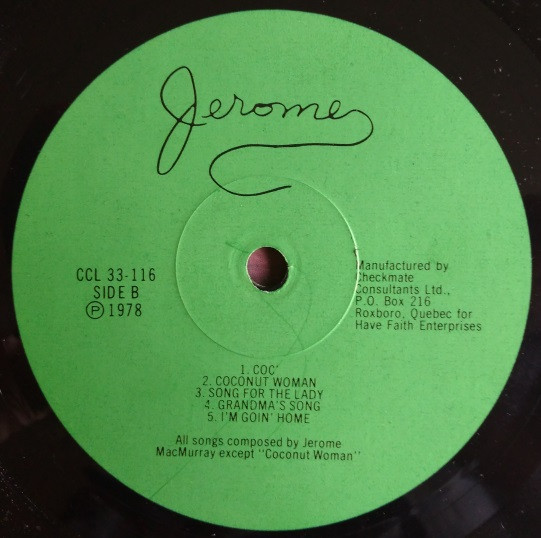 Jerome
CCL 33-116
SIDE B
Ⓟ 1978
Manufactured by
Checkmate
Consultants Ltd.,
P.O. Box 216
Roxboro, Quebec for
Have Faith Enterprises
1. COC'
2. COCONUT WOMAN
3. SONG FOR THE LADY
4. GRANDMA'S SONG
5. I'M GOIN' HOME
All songs composed by Jerome
MacMurray except "Coconut Woman"